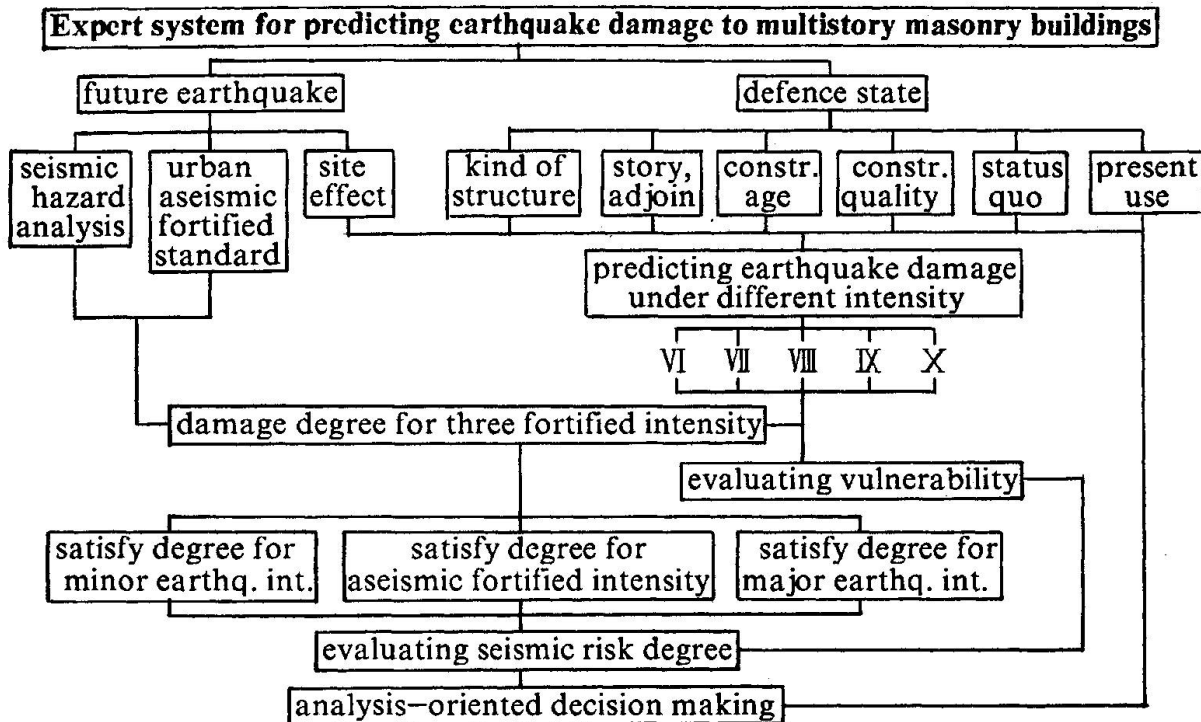 Expert system for predicting earthquake damage to multistory masonry buildings
future earthquake
defence state
seismic
hazard
analysis
urban
aseismic
fortified
standard
site
effect
kind of
structure
story,
adjoin
constr.
age
constr.
quality
status
quo
present
use
predicting earthquake damage
under different intensity
Ⅵ Ⅶ Ⅷ Ⅸ Ⅹ
damage degree for three fortified intensity
evaluating vulnerability
satisfy degree for
minor earthq. int.
satisfy degree for
aseismic fortified intensity
satisfy degree for
major earthq. int.
evaluating seismic risk degree
analysis−oriented decision making